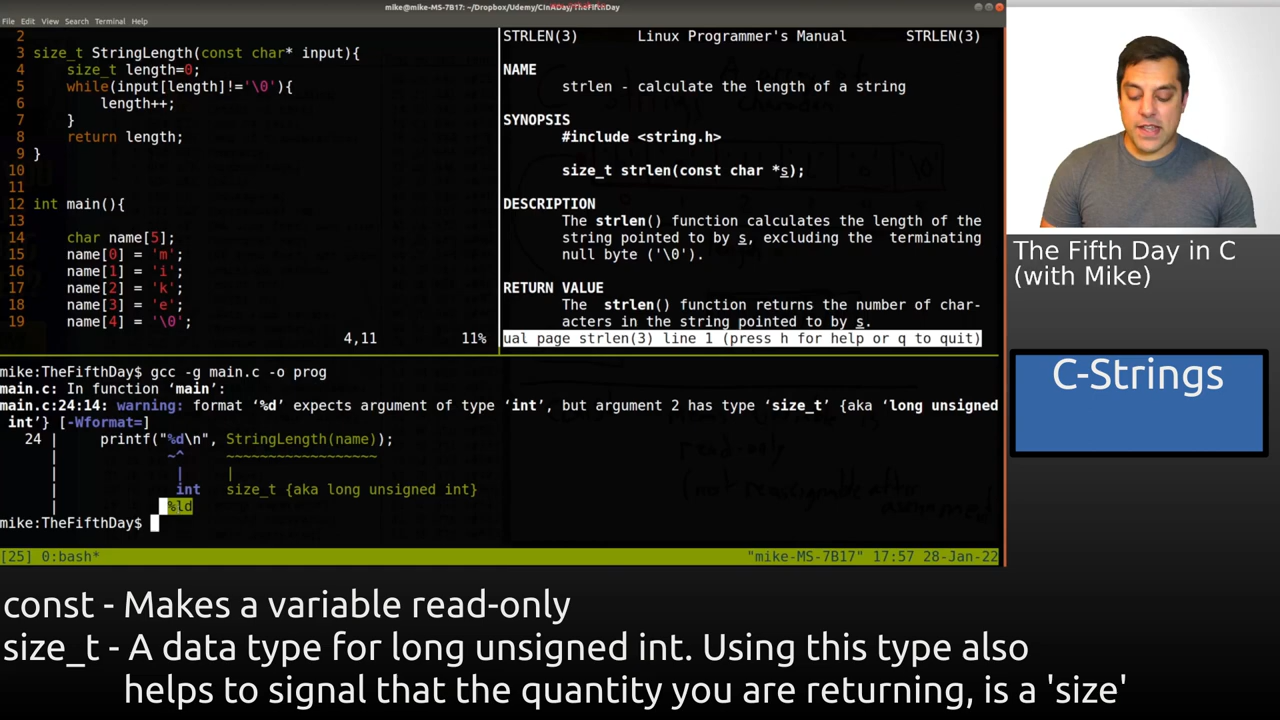 mike@mike-MS-7B17: ~/Dropbox/Udemy/CInADay/TheFifthDay
File Edit View Search Terminal Help
2
3 size_t StringLength(const char* input){
4     size_t length=0;
5     while(input[length]!='\0'){
6         length++;
7     }
8     return length;
9 }
10
11
12 int main(){
13
14     char name[5];
15     name[0] = 'm';
16     name[1] = 'i';
17     name[2] = 'k';
18     name[3] = 'e';
19     name[4] = '\0';
4,11 11%
STRLEN(3) Linux Programmer's Manual STRLEN(3)
NAME
strlen - calculate the length of a string
SYNOPSIS
#include <string.h>
size_t strlen(const char *s);
DESCRIPTION
The strlen() function calculates the length of the
string pointed to by s, excluding the terminating
null byte ('\0').
RETURN VALUE
The strlen() function returns the number of char-
acters in the string pointed to by s.
ual page strlen(3) line 1 (press h for help or q to quit)
mike:TheFifthDay$ gcc -g main.c -o prog
main.c: In function ‘main’:
main.c:24:14: warning: format ‘%d’ expects argument of type ‘int’, but argument 2 has type ‘size_t’ {aka ‘long unsigned
int’} [-Wformat=]
24 |     printf("%d\n", StringLength(name));
|             ~^     ~~~~~~~~~~~~~~~~~~
|              |     |
|              int   size_t {aka long unsigned int}
|             %ld
mike:TheFifthDay$
[25] 0:bash* "mike-MS-7B17" 17:57 28-Jan-22
The Fifth Day in C
(with Mike)
C-Strings
const - Makes a variable read-only
size_t - A data type for long unsigned int. Using this type also
helps to signal that the quantity you are returning, is a 'size'